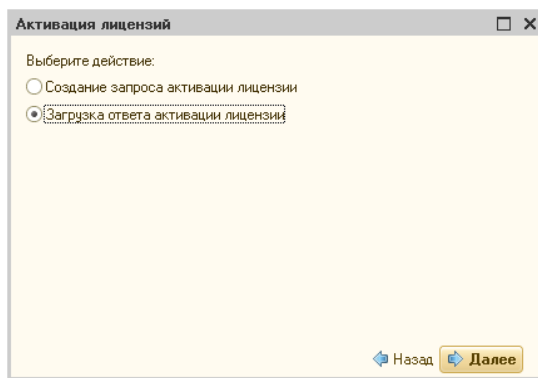 Активация лицензий
Выберите действие:
Создание запроса активации лицензии
Загрузка ответа активации лицензии
Назад
Далее